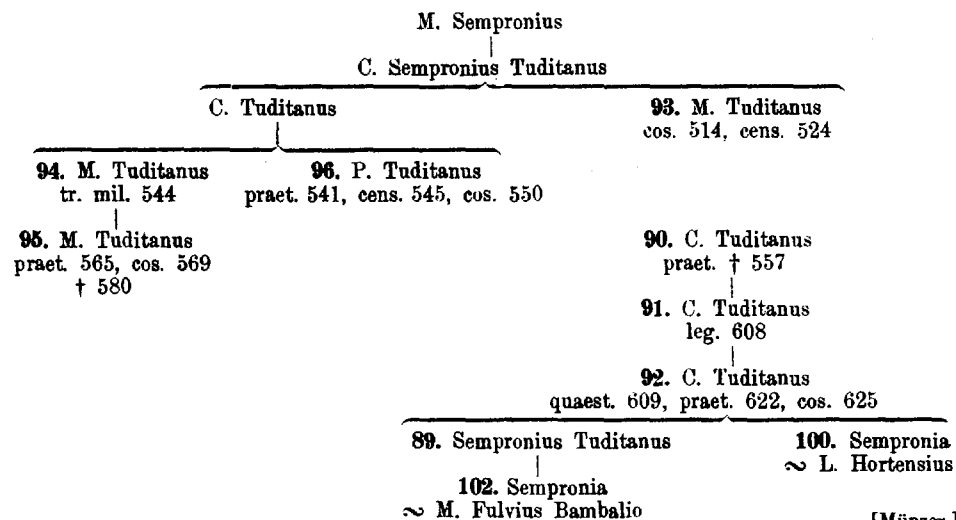 M. Sempronius
C. Sempronius Tuditanus
C. Tuditanus
93. M. Tuditanus
cos. 514, cens. 524
94. M. Tuditanus
tr. mil. 544
96. P. Tuditanus
praet. 541, cens. 545, cos. 550
95. M. Tuditanus
praet. 565, cos. 569
† 580
90. C. Tuditanus
praet. † 557
91. C. Tuditanus
leg. 608
92. C. Tuditanus
quaest. 609, praet. 622, cos. 625
89. Sempronius Tuditanus
100. Sempronia
~ L. Hortensius
102. Sempronia
~ M. Fulvius Bambalio
[Münzer.]